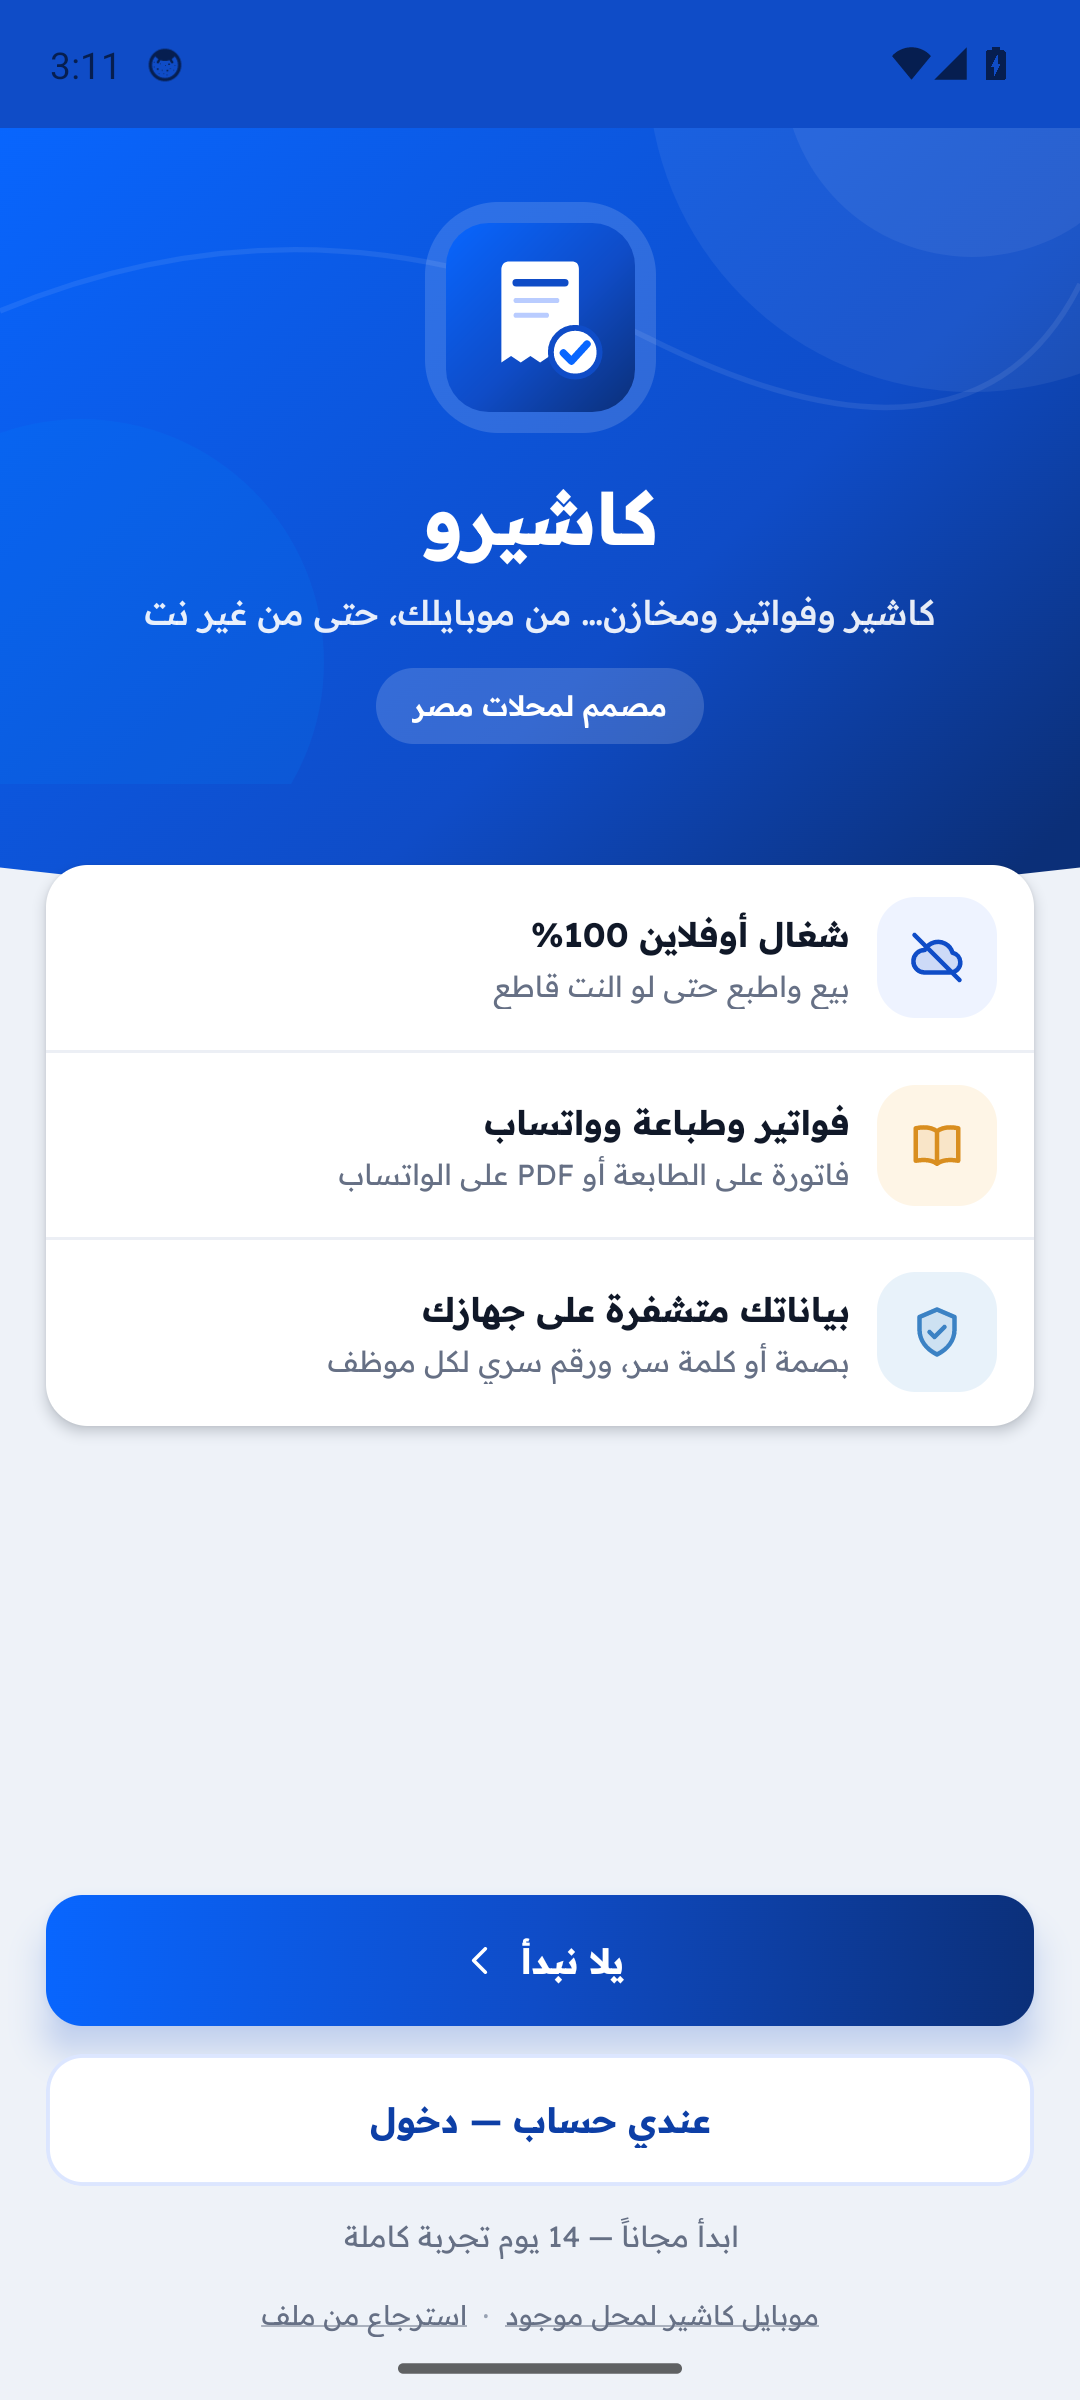 3:11
كاشيرو
كاشير وفواتير ومخازن... من موبايلك، حتى من غير نت
مصمم لمحلات مصر
شغال أوفلاين 100%
بيع واطبع حتى لو النت قاطع
فواتير وطباعة وواتساب
فاتورة على الطابعة أو PDF على الواتساب
بياناتك متشفرة على جهازك
بصمة أو كلمة سر، ورقم سري لكل موظف
يلا نبدأ
عندي حساب — دخول
ابدأ مجاناً — 14 يوم تجربة كاملة
موبايل كاشير لمحل موجود · استرجاع من ملف